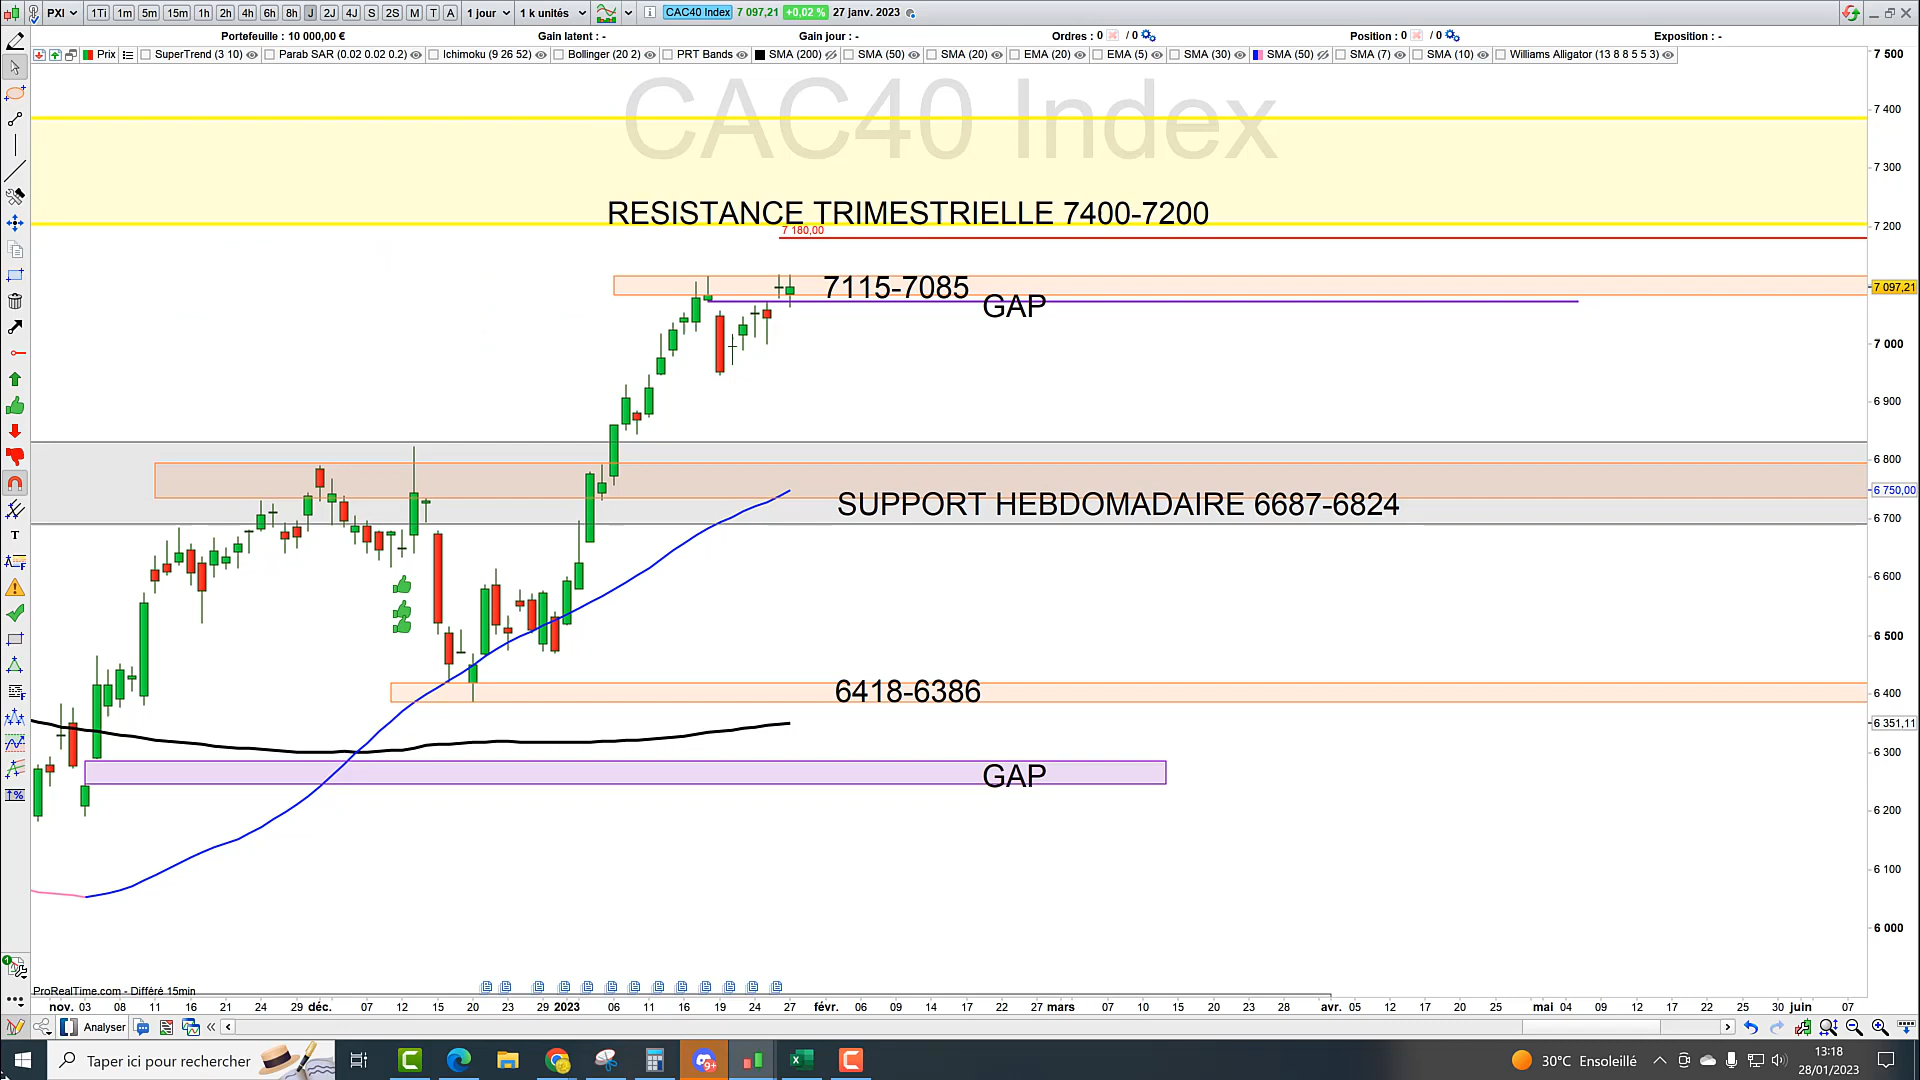 PXI 1Ti 1m 5m 15m 1h 2h 4h 6h 8h J 2J 4J S 2S M T A 1 jour 1 k unités CAC40 Index 7 097,21 +0,02 % 27 janv. 2023
Portefeuille : 10 000,00 € Gain latent : - Gain jour : - Ordres : 0 / 0 Position : 0 / 0 Exposition : -
Prix SuperTrend (3 10) Parab SAR (0.02 0.02 0.2) Ichimoku (9 26 52) Bollinger (20 2) PRT Bands SMA (200) SMA (50) SMA (20) EMA (20) EMA (5) SMA (30) SMA (50) SMA (7) SMA (10) Williams Alligator (13 8 8 5 5 3)
7 500
CAC40 Index
7 400
7 300
RESISTANCE TRIMESTRIELLE 7400-7200
7 200
7 180,00
7115-7085
7 097,21
GAP
7 000
6 900
6 800
6 750,00
SUPPORT HEBDOMADAIRE 6687-6824
6 700
6 600
6 500
6418-6386
6 400
6 351,11
6 300
GAP
6 200
6 100
6 000
ProRealTime.com - Différé 15min
nov. 03 08 11 16 21 24 29 déc. 07 12 15 20 29 2023 06 11 16 19 24 27 févr. 06 09 14 17 22 27 mars 07 10 15 20 23 28 avr. 05 12 17 20 25 mai 04 09 12 17 22 25 30 juin 07
Analyser
Taper ici pour rechercher
9+
30°C Ensoleillé
13:18
28/01/2023